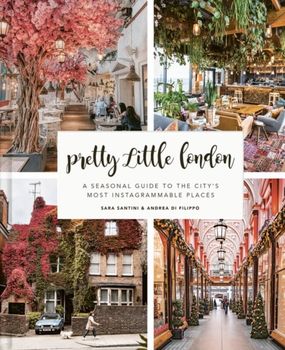 pretty little london
A SEASONAL GUIDE TO THE CITY'S
MOST INSTAGRAMMABLE PLACES
SARA SANTINI & ANDREA DI FILIPPO